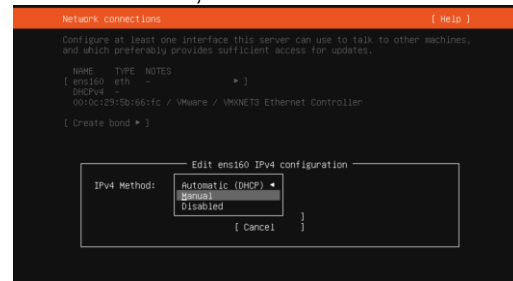 Network connections [ Help ]
Configure at least one interface this server can use to talk to other machines,
and which preferably provides sufficient access for updates.
NAME TYPE NOTES
[ ens160 eth - ▸ ]
DHCPv4 -
00:0c:29:5b:66:fc / VMware / VMXNET3 Ethernet Controller
[ Create bond ▸ ]
Edit ens160 IPv4 configuration
IPv4 Method: Automatic (DHCP) ◂
Manual
Disabled
]
[ Cancel ]